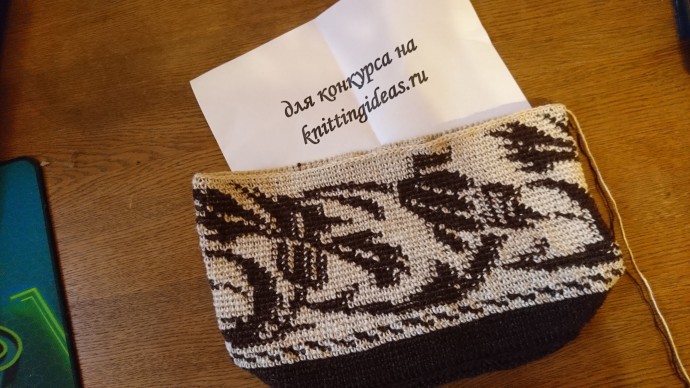 для конкурса на
knittingideas.ru